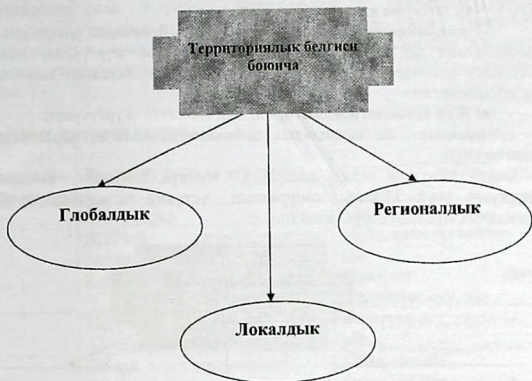 Территориялык белгиси
боюнча
Глобалдык
Регионалдык
Локалдык